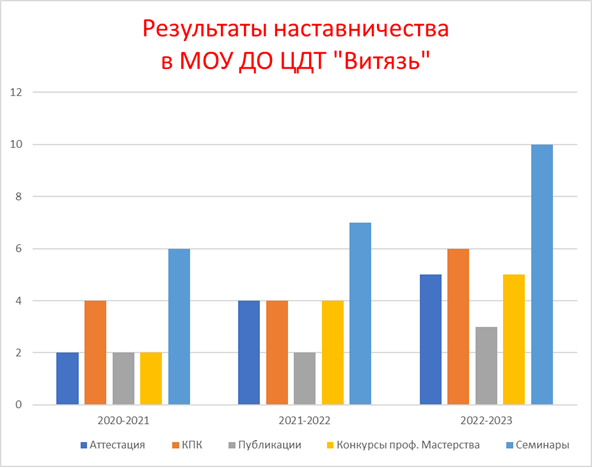 Результаты наставничества
в МОУ ДО ЦДТ "Витязь"
12
10
8
6
4
2
0
2020-2021 2021-2022 2022-2023
Аттестация КПК Публикации Конкурсы проф. Мастерства Семинары